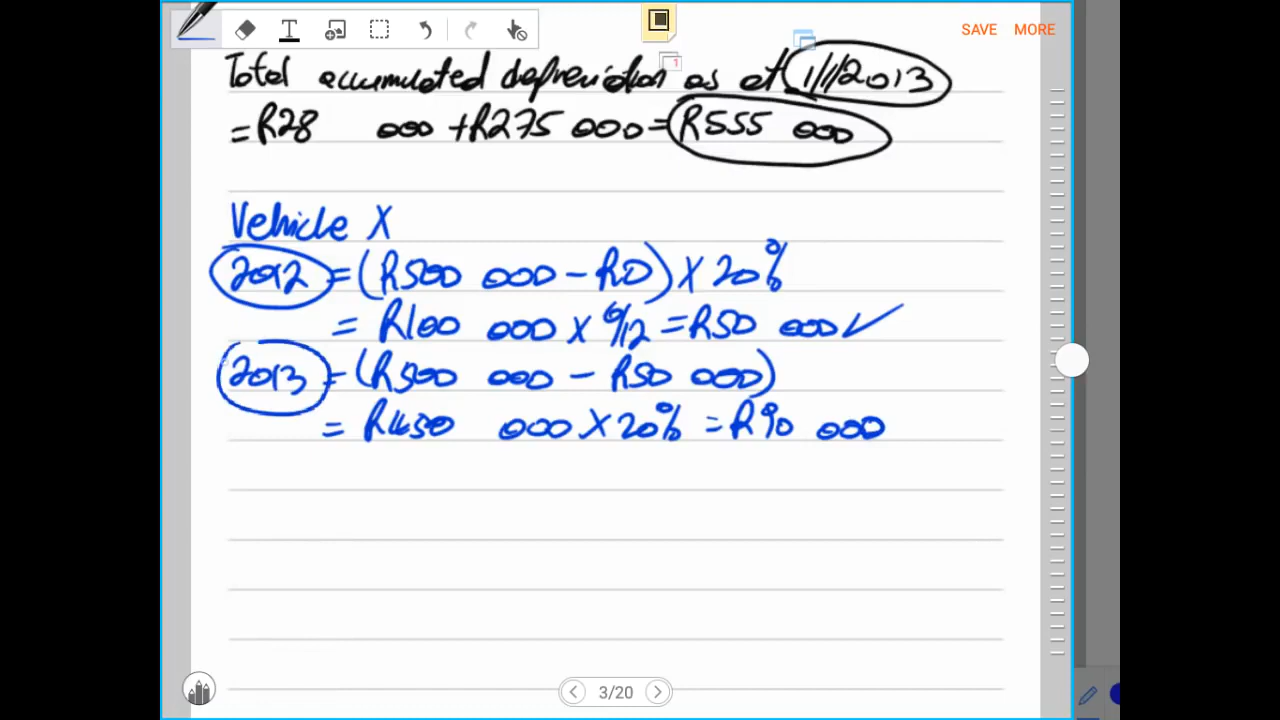 SAVE MORE
1
Total accumulated depreciation as at 1/1/2013
=R28 000 +R275 000=R555 000
Vehicle X
2012 = (R500 000 - R0) X 20%
= R100 000 X 6/12 =R50 000✓
2013 = (R500 000 - R50 000)
= R450 000 X 20% = R90 000
3/20